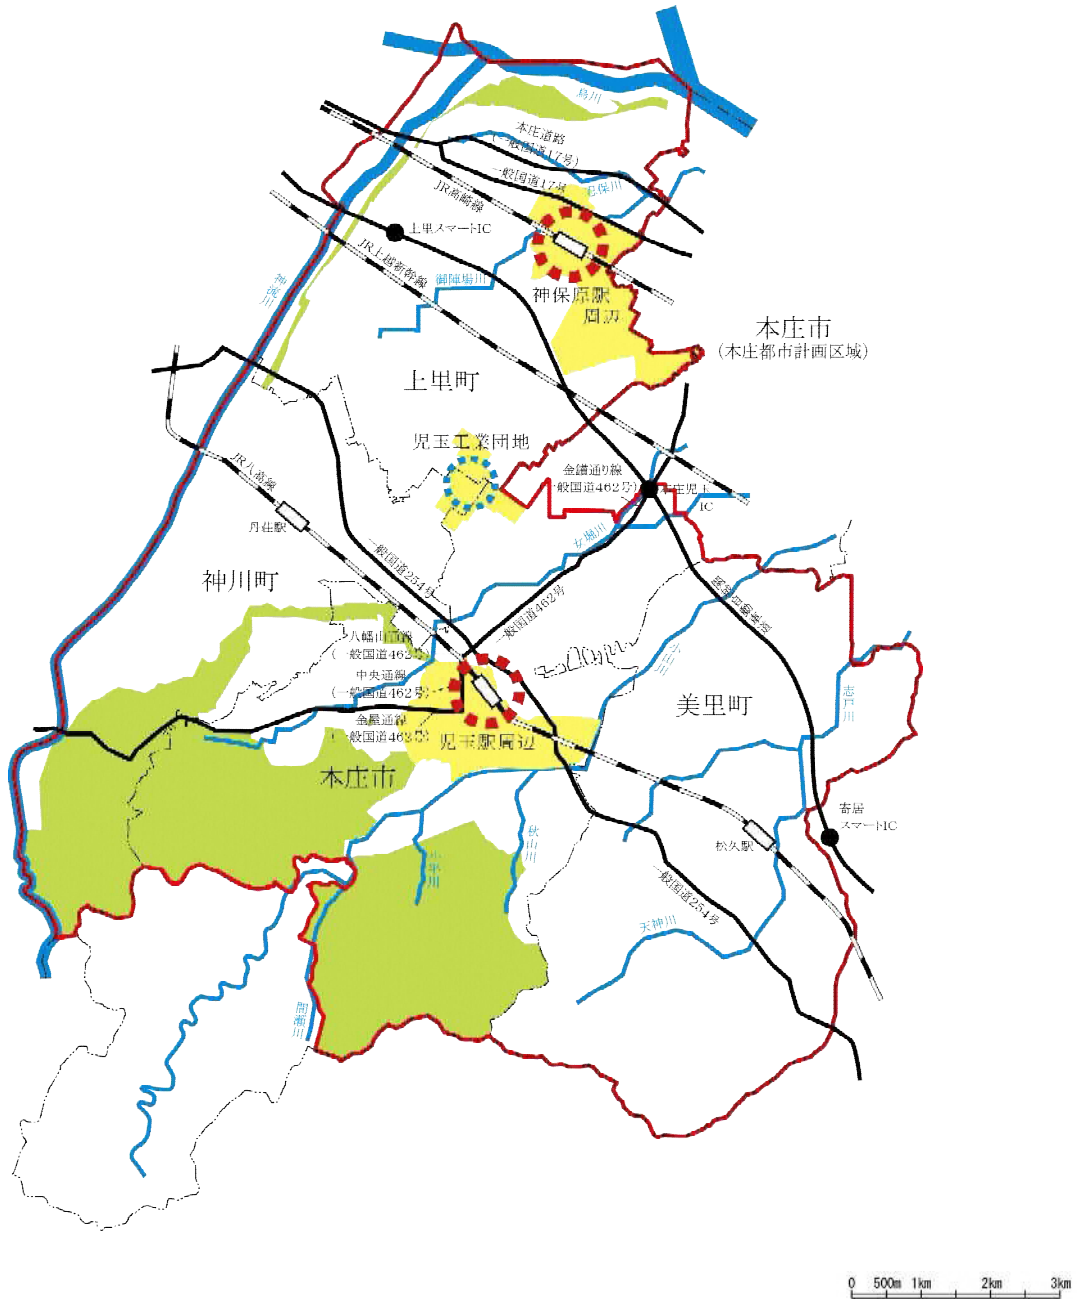 烏川
本庄道路
(一般国道17号)
一般国道17号
JR高崎線
上里スマートIC
JR上越新幹線
神流川
御陣場川
神保原駅
周辺
本庄市
(本庄都市計画区域)
上里町
児玉工業団地
金鑚通り線
一般国道462号)
本庄児玉
IC
JR八高線
丹荘駅
女堀川
一般国道254号
神川町
一般国道462号
八幡山通線
(一般国道462号)
中央通線
(一般国道462号)
金屋通線
(一般国道462号)
児玉駅周辺
小山川
美里町
志戸川
本庄市
寄居
スマートIC
松久駅
秋山川
小平川
一般国道254号
天神川
間瀬川
0 500m 1km 2km 3km